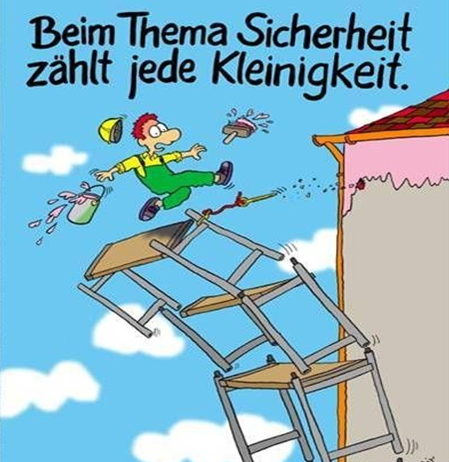 Beim Thema Sicherheit
zählt jede Kleinigkeit.